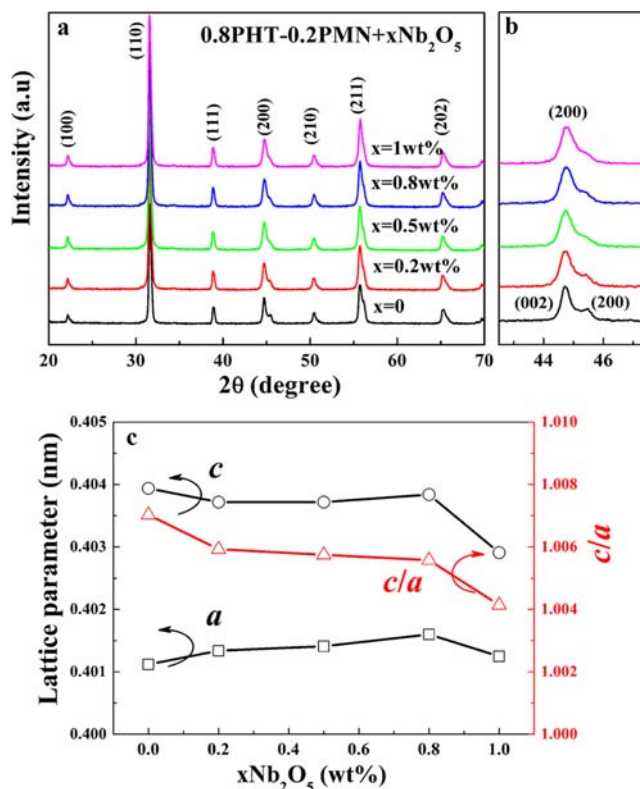 a
0.8PHT-0.2PMN+xNb₂O₅
(100)
(110)
(111)
(200)
(210)
(211)
(202)
x=1wt%
x=0.8wt%
x=0.5wt%
x=0.2wt%
x=0
Intensity (a.u)
20 30 40 50 60 70
2θ (degree)
b
(200)
(002)
(200)
44 46
c
0.405
0.404
0.403
0.402
0.401
0.400
Lattice parameter (nm)
c
c/a
a
1.010
1.008
1.006
1.004
1.002
1.000
c/a
0.0 0.2 0.4 0.6 0.8 1.0
xNb₂O₅ (wt%)